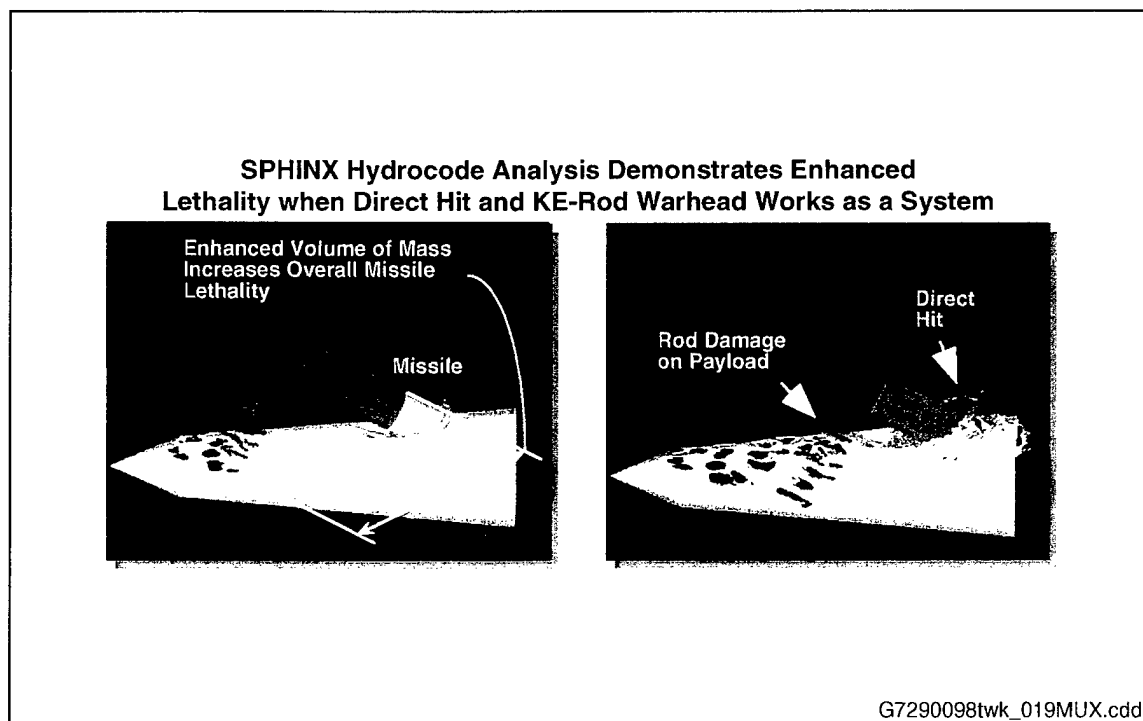 SPHINX Hydrocode Analysis Demonstrates Enhanced
Lethality when Direct Hit and KE-Rod Warhead Works as a System
Enhanced Volume of Mass
Increases Overall Missile
Lethality
Missile
Direct
Hit
Rod Damage
on Payload
G7290098twk_019MUX.cdd